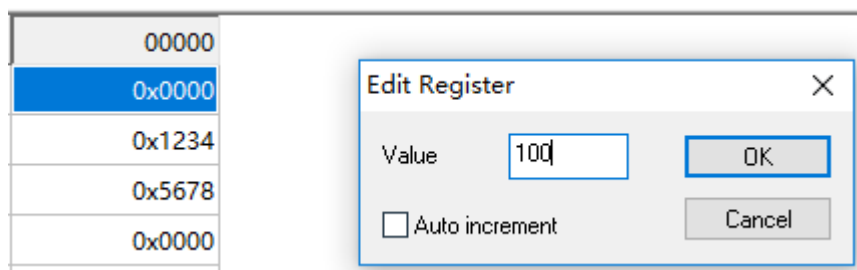 00000
0x0000
0x1234
0x5678
0x0000
Edit Register
Value 100 OK
Auto increment Cancel